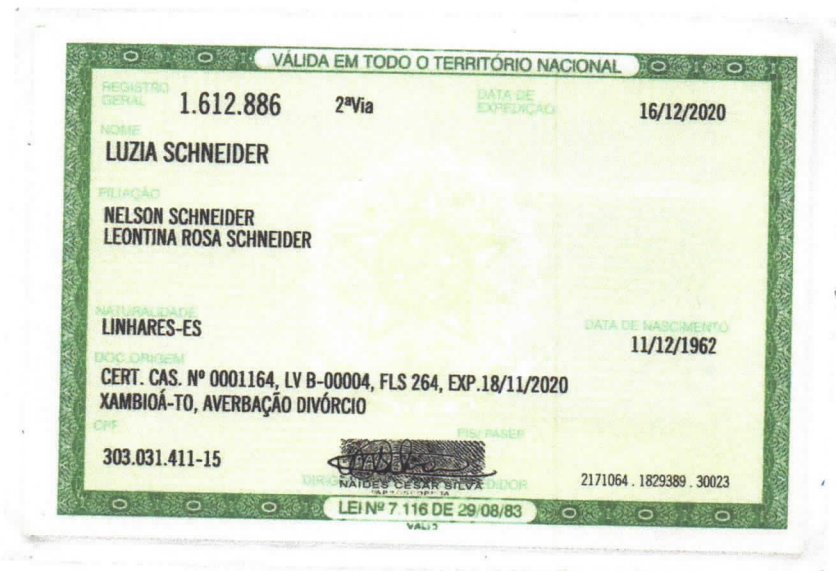 VÁLIDA EM TODO O TERRITÓRIO NACIONAL
REGISTRO GERAL 1.612.886 2ªVia DATA DE EXPEDIÇÃO 16/12/2020
NOME
LUZIA SCHNEIDER
FILIAÇÃO
NELSON SCHNEIDER
LEONTINA ROSA SCHNEIDER
NATURALIDADE DATA DE NASCIMENTO
LINHARES-ES 11/12/1962
DOC.ORIGEM
CERT. CAS. Nº 0001164, LV B-00004, FLS 264, EXP.18/11/2020
XAMBIOÁ-TO, AVERBAÇÃO DIVÓRCIO
CPF PIS/PASEP
303.031.411-15
NAIDES CESAR SILVA 2171064 . 1829389 . 30023
LEI Nº 7.116 DE 29/08/83